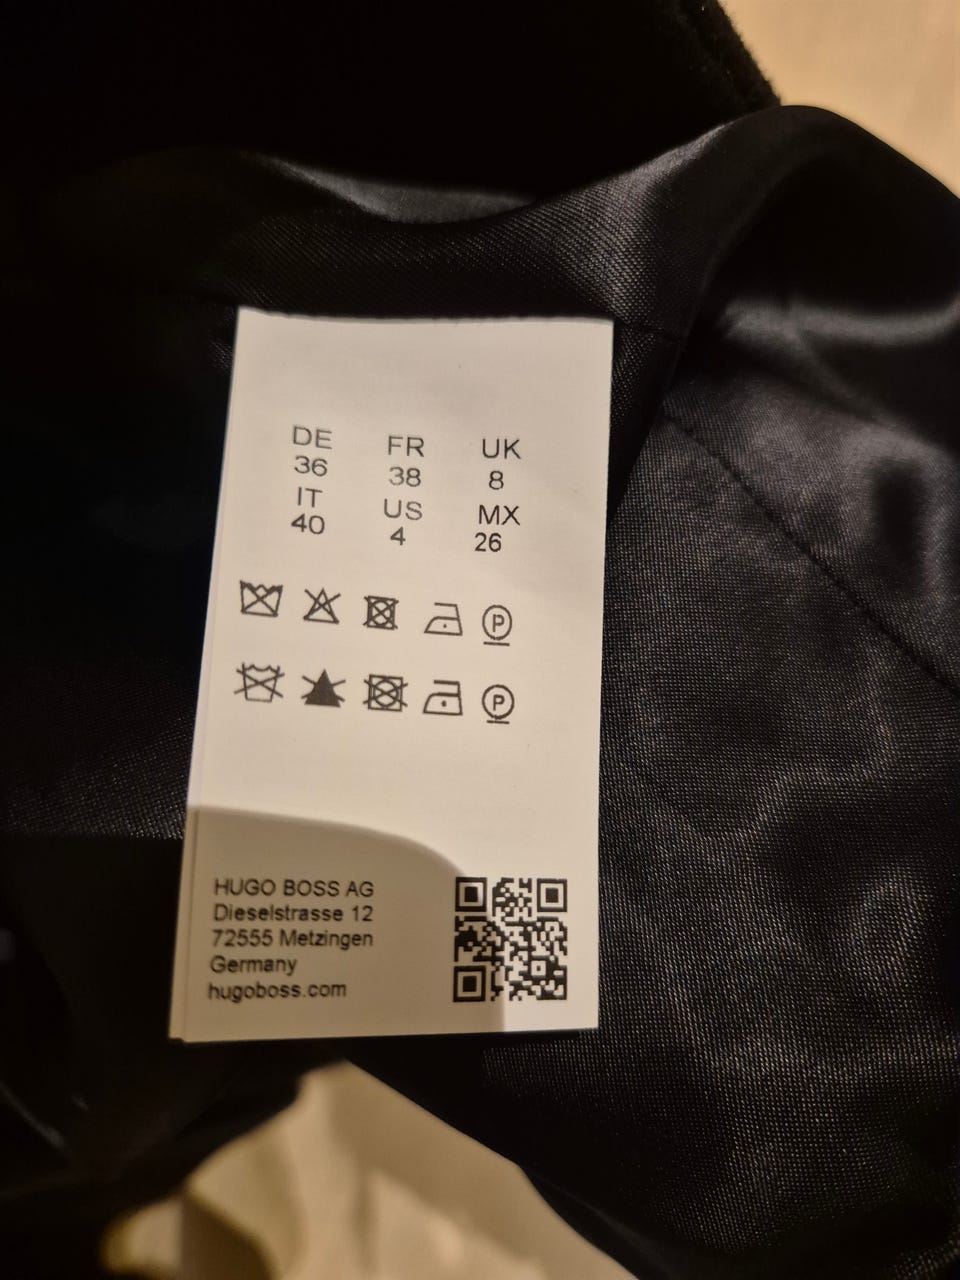 DE FR UK
36 38 8
IT US MX
40 4 26
P
P
HUGO BOSS AG
Dieselstrasse 12
72555 Metzingen
Germany
hugoboss.com